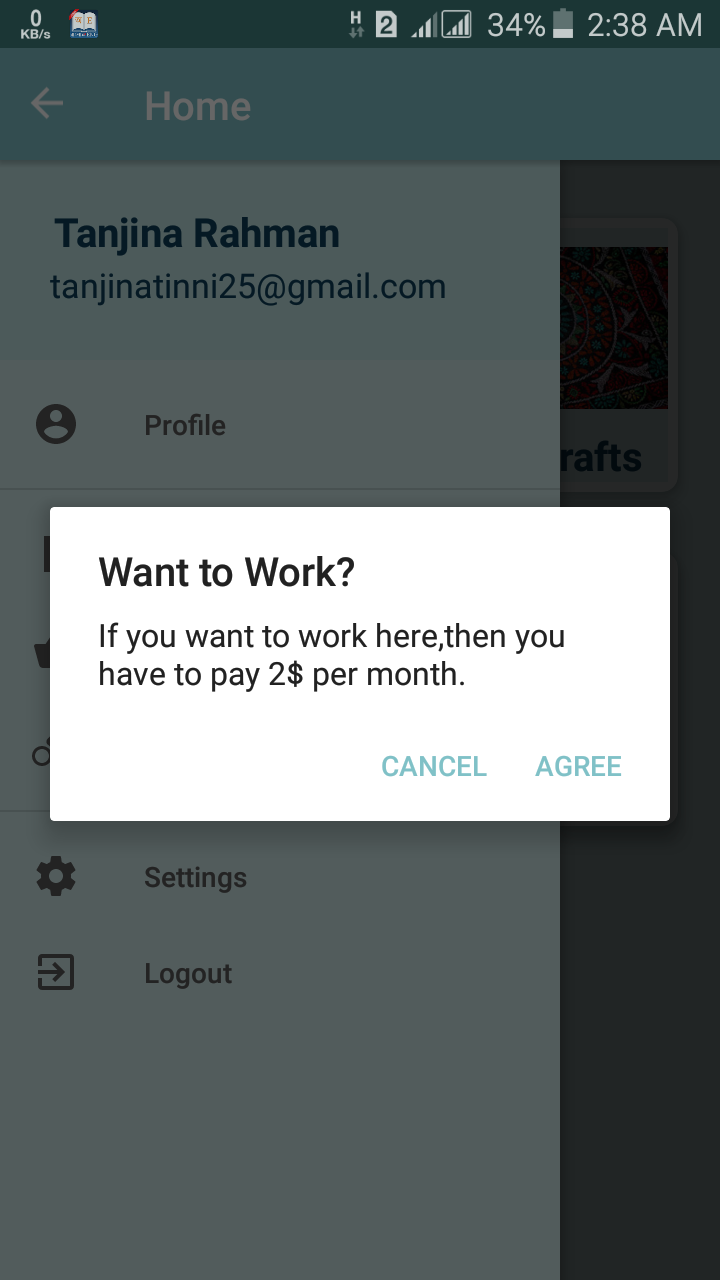 0
KB/s
H
2
34%
2:38 AM
Home
Tanjina Rahman
tanjinatinni25@gmail.com
Profile
rafts
Want to Work?
If you want to work here,then you
have to pay 2$ per month.
CANCEL
AGREE
Settings
Logout